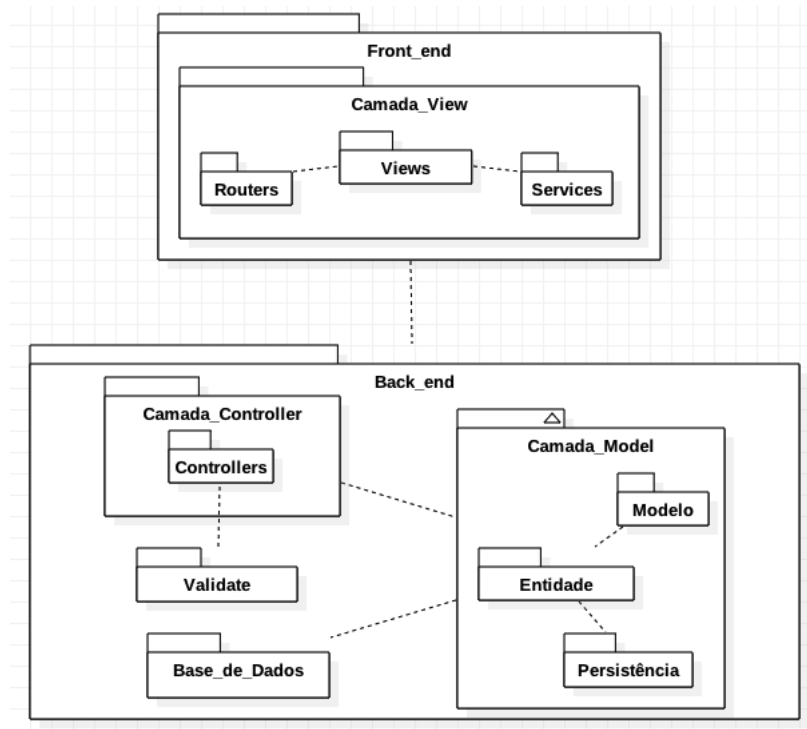 Front_end
Camada_View
Routers
Views
Services
Back_end
Camada_Controller
Controllers
Validate
Base_de_Dados
Camada_Model
Modelo
Entidade
Persistência